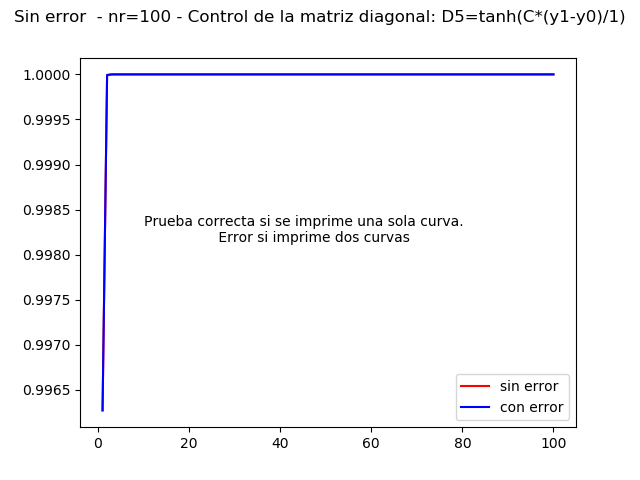 Sin error  - nr=100 - Control de la matriz diagonal: D5=tanh(C*(y1-y0)/1)
1.0000
0.9995
0.9990
0.9985
0.9980
0.9975
0.9970
0.9965
Prueba correcta si se imprime una sola curva.
Error si imprime dos curvas
sin error
con error
0
20
40
60
80
100